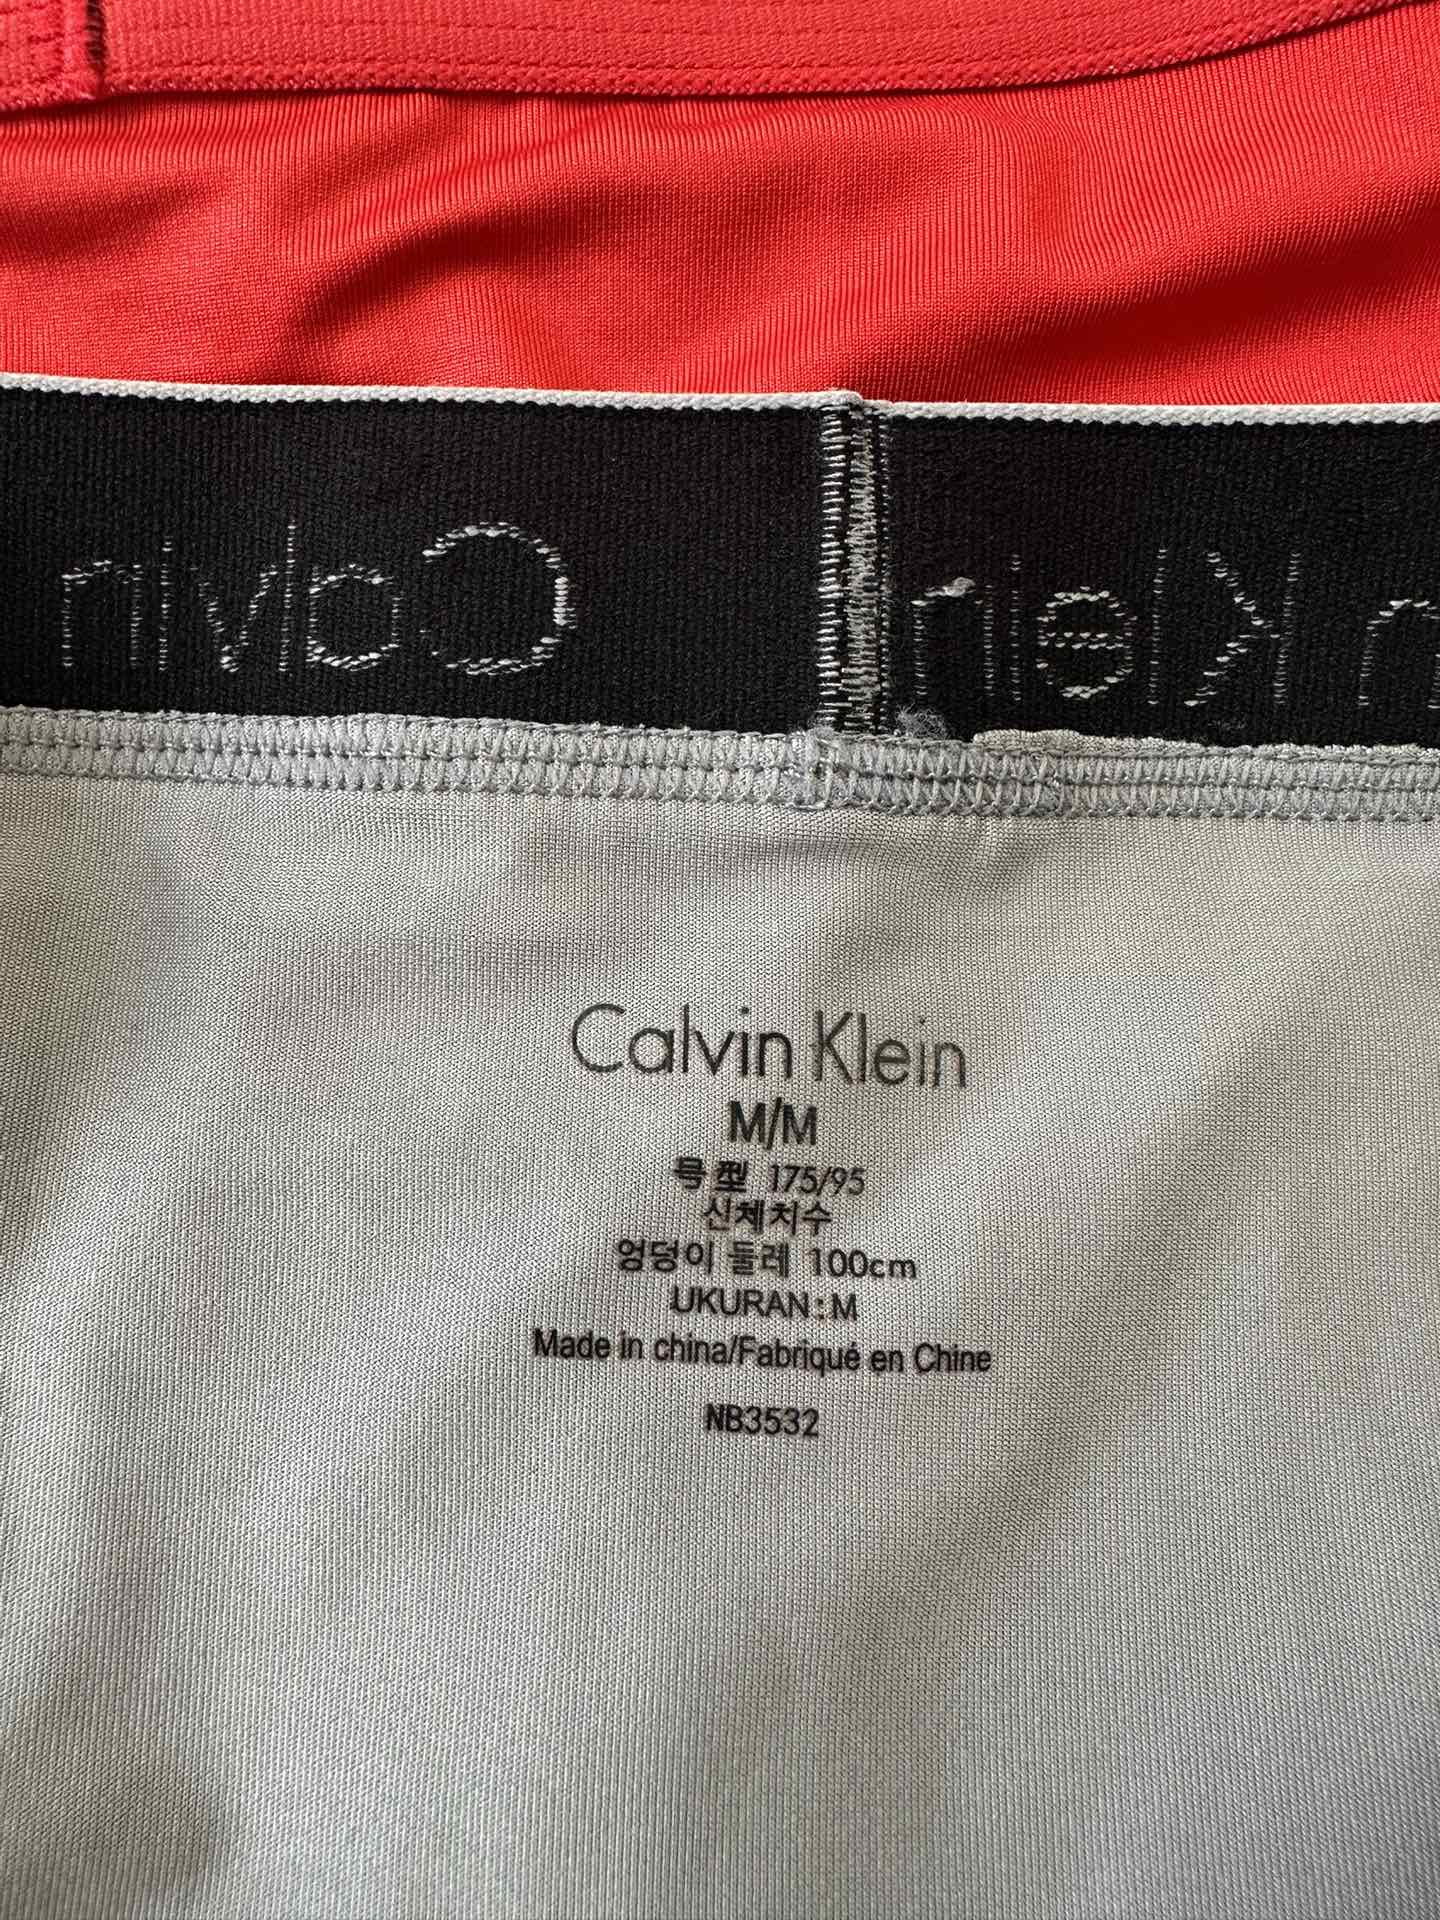 Calvin
n Klein
Calvin Klein
M/M
号型 175/95
신체치수
엉덩이 둘레 100cm
UKURAN:M
Made in china/Fabriqué en Chine
NB3532